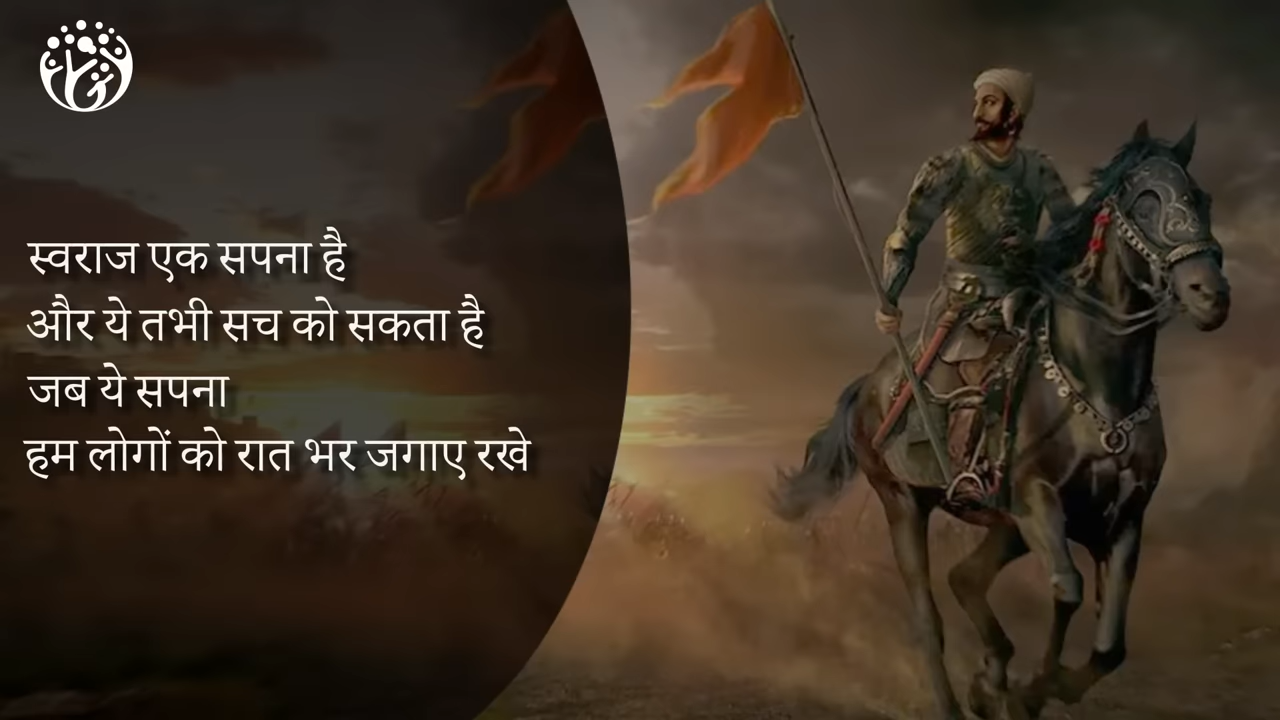 स्वराज एक सपना है
और ये तभी सच को सकता है
जब ये सपना
हम लोगों को रात भर जगाए रखे